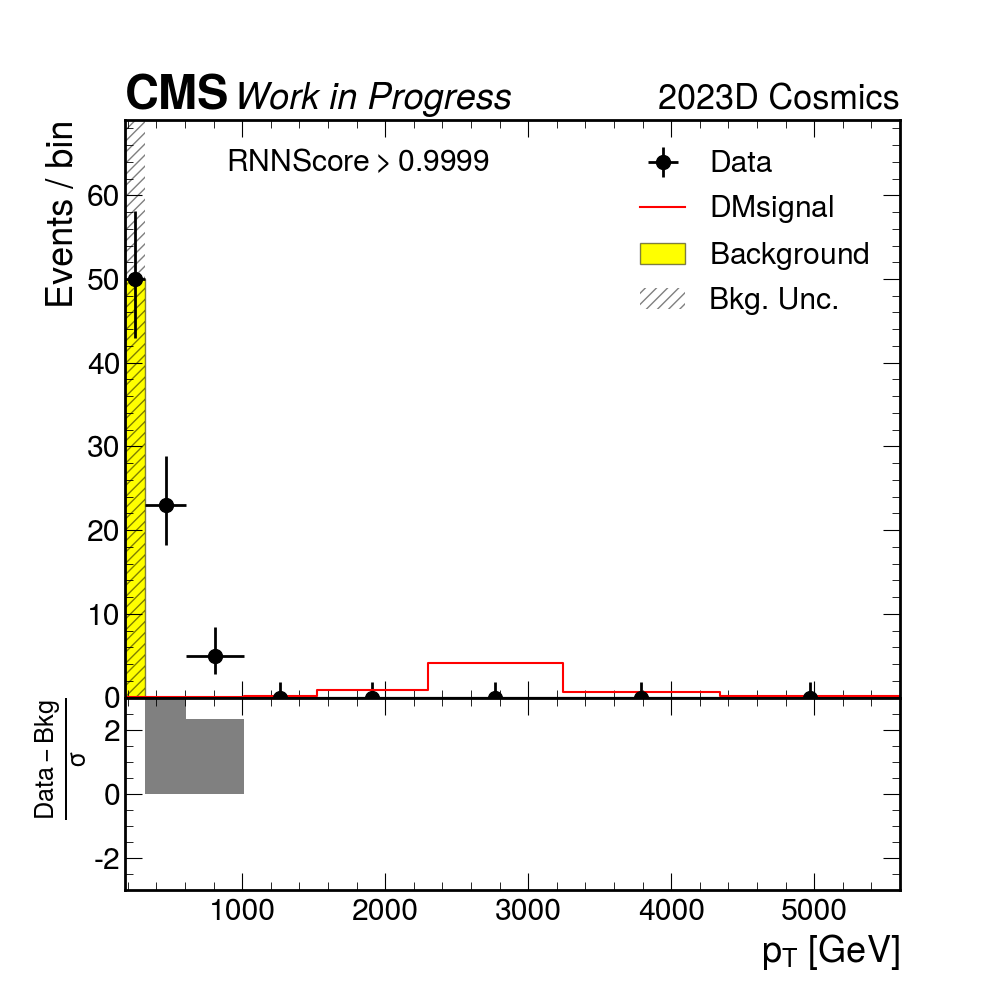 CMS Work in Progress 2023D Cosmics
Events / bin
RNNScore > 0.9999
Data
DMsignal
Background
Bkg. Unc.
60
50
40
30
20
10
0
Data – Bkg
σ
2
0
-2
1000 2000 3000 4000 5000
pT [GeV]